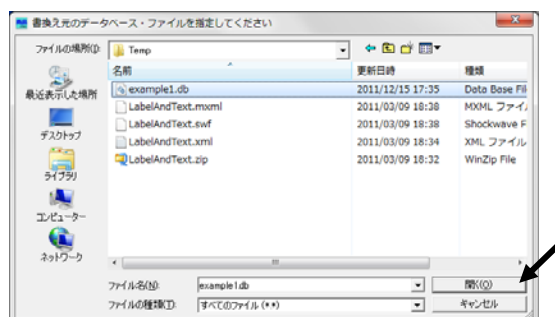 書換え元のデータベース・ファイルを指定してください
ファイルの場所(I):
Temp
名前
更新日時
種類
example1.db
2011/12/15 17:35
Data Base Fil
LabelAndText.mxml
2011/03/09 18:38
MXML ファイ
LabelAndText.swf
2011/03/09 18:38
Shockwave F
LabelAndText.xml
2011/03/09 18:34
XML ファイル
LabelAndText.zip
2011/03/09 18:32
WinZip File
最近表示した場所
デスクトップ
ライブラリ
コンピューター
ネットワーク
ファイル名(N):
example1.db
開く(O)
ファイルの種類(T):
すべてのファイル (*.*)
キャンセル